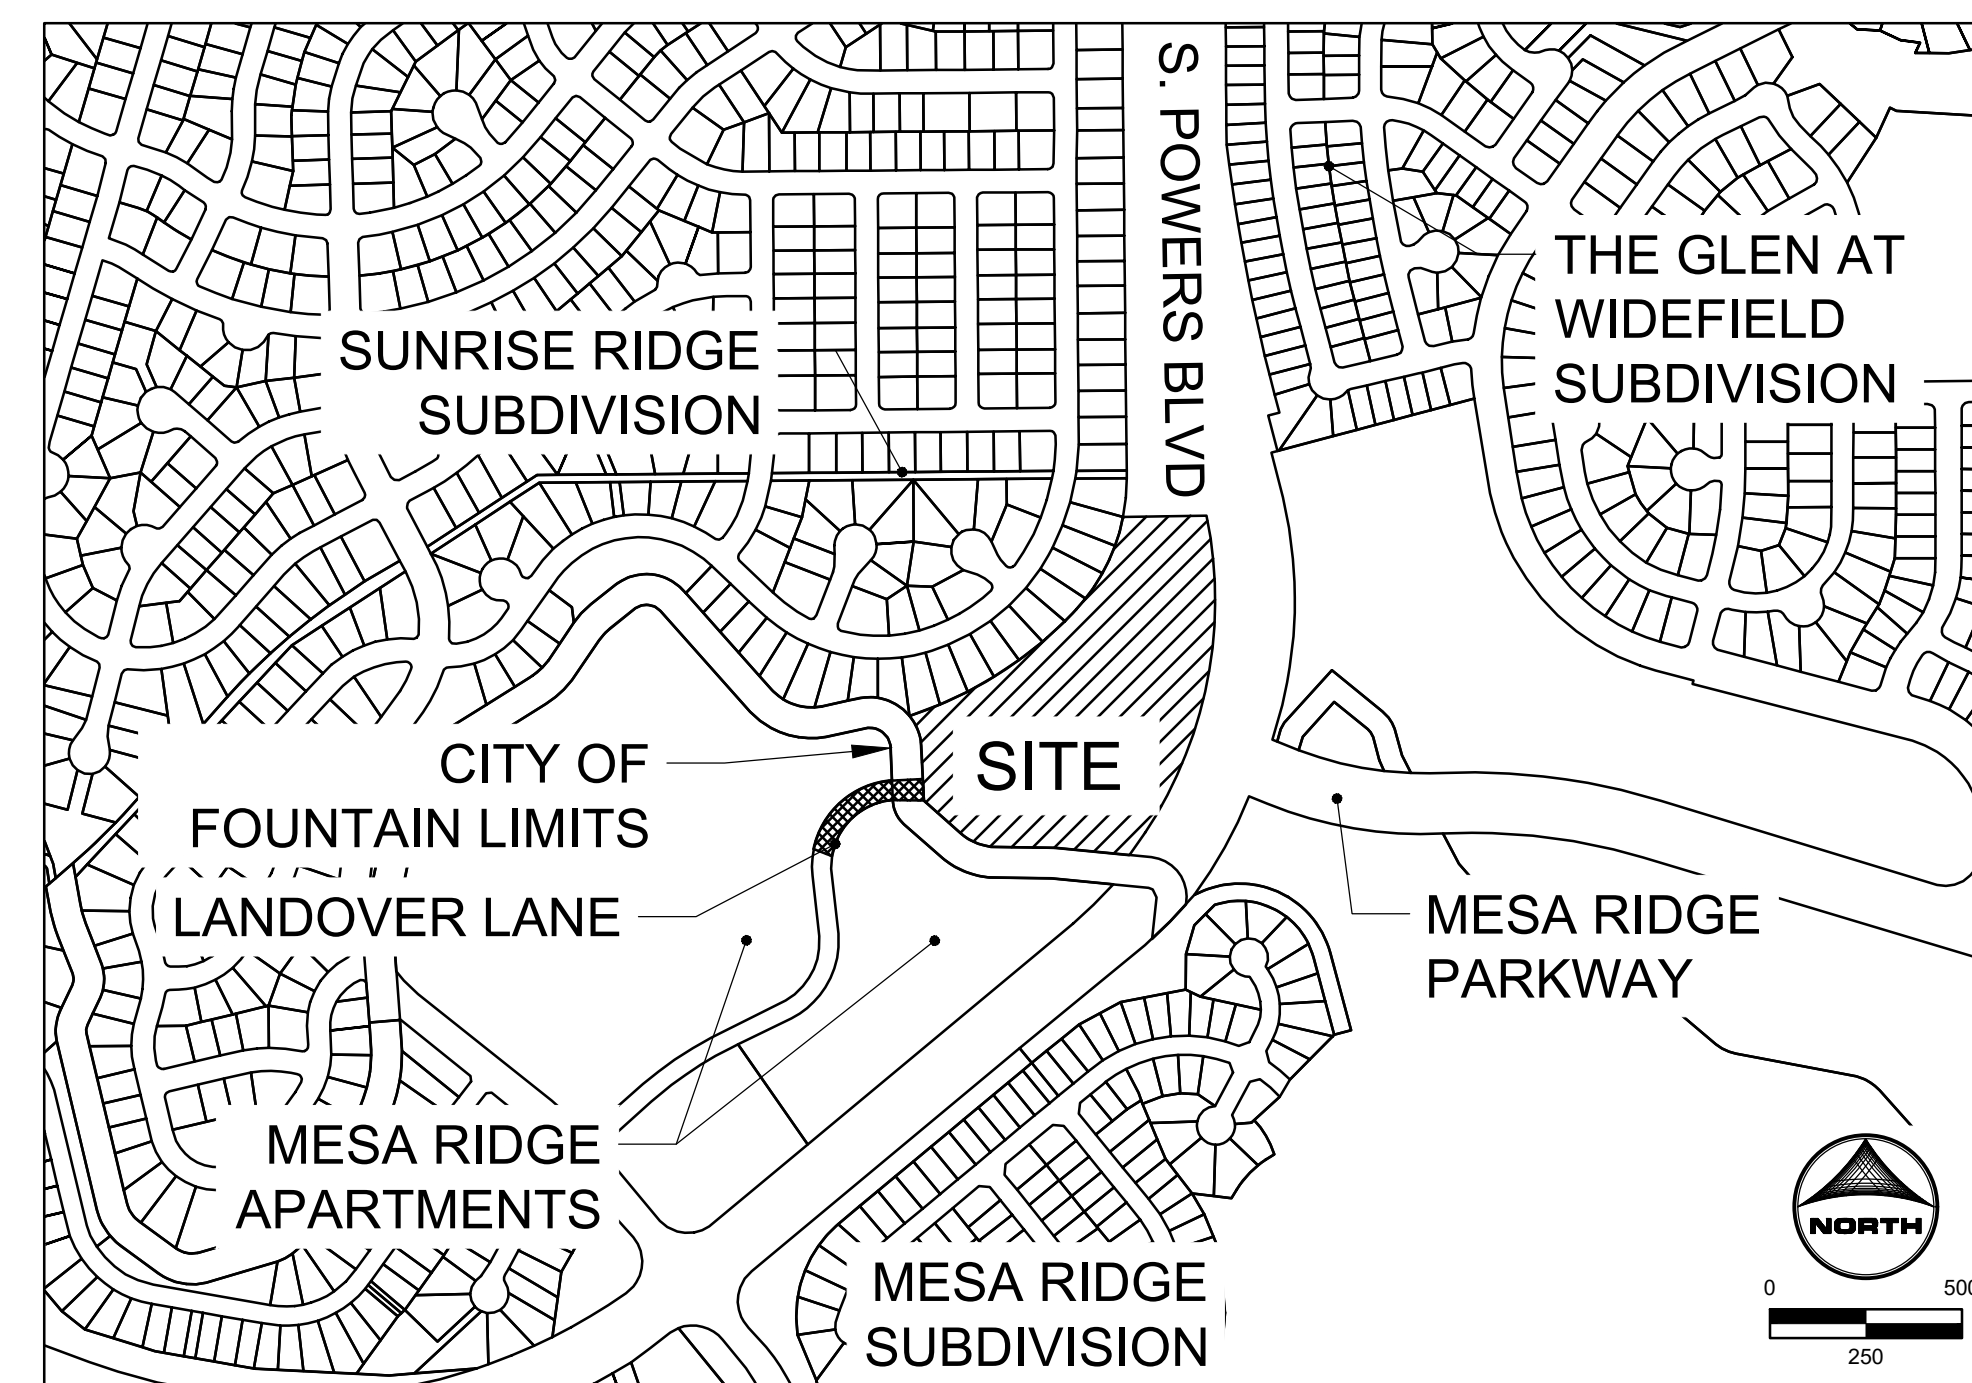 S. POWERS BLVD
THE GLEN AT
WIDEFIELD
SUBDIVISION
SUNRISE RIDGE
SUBDIVISION
SITE
CITY OF
FOUNTAIN LIMITS
LANDOVER LANE
MESA RIDGE
PARKWAY
MESA RIDGE
APARTMENTS
MESA RIDGE
SUBDIVISION
NORTH
0 500
250